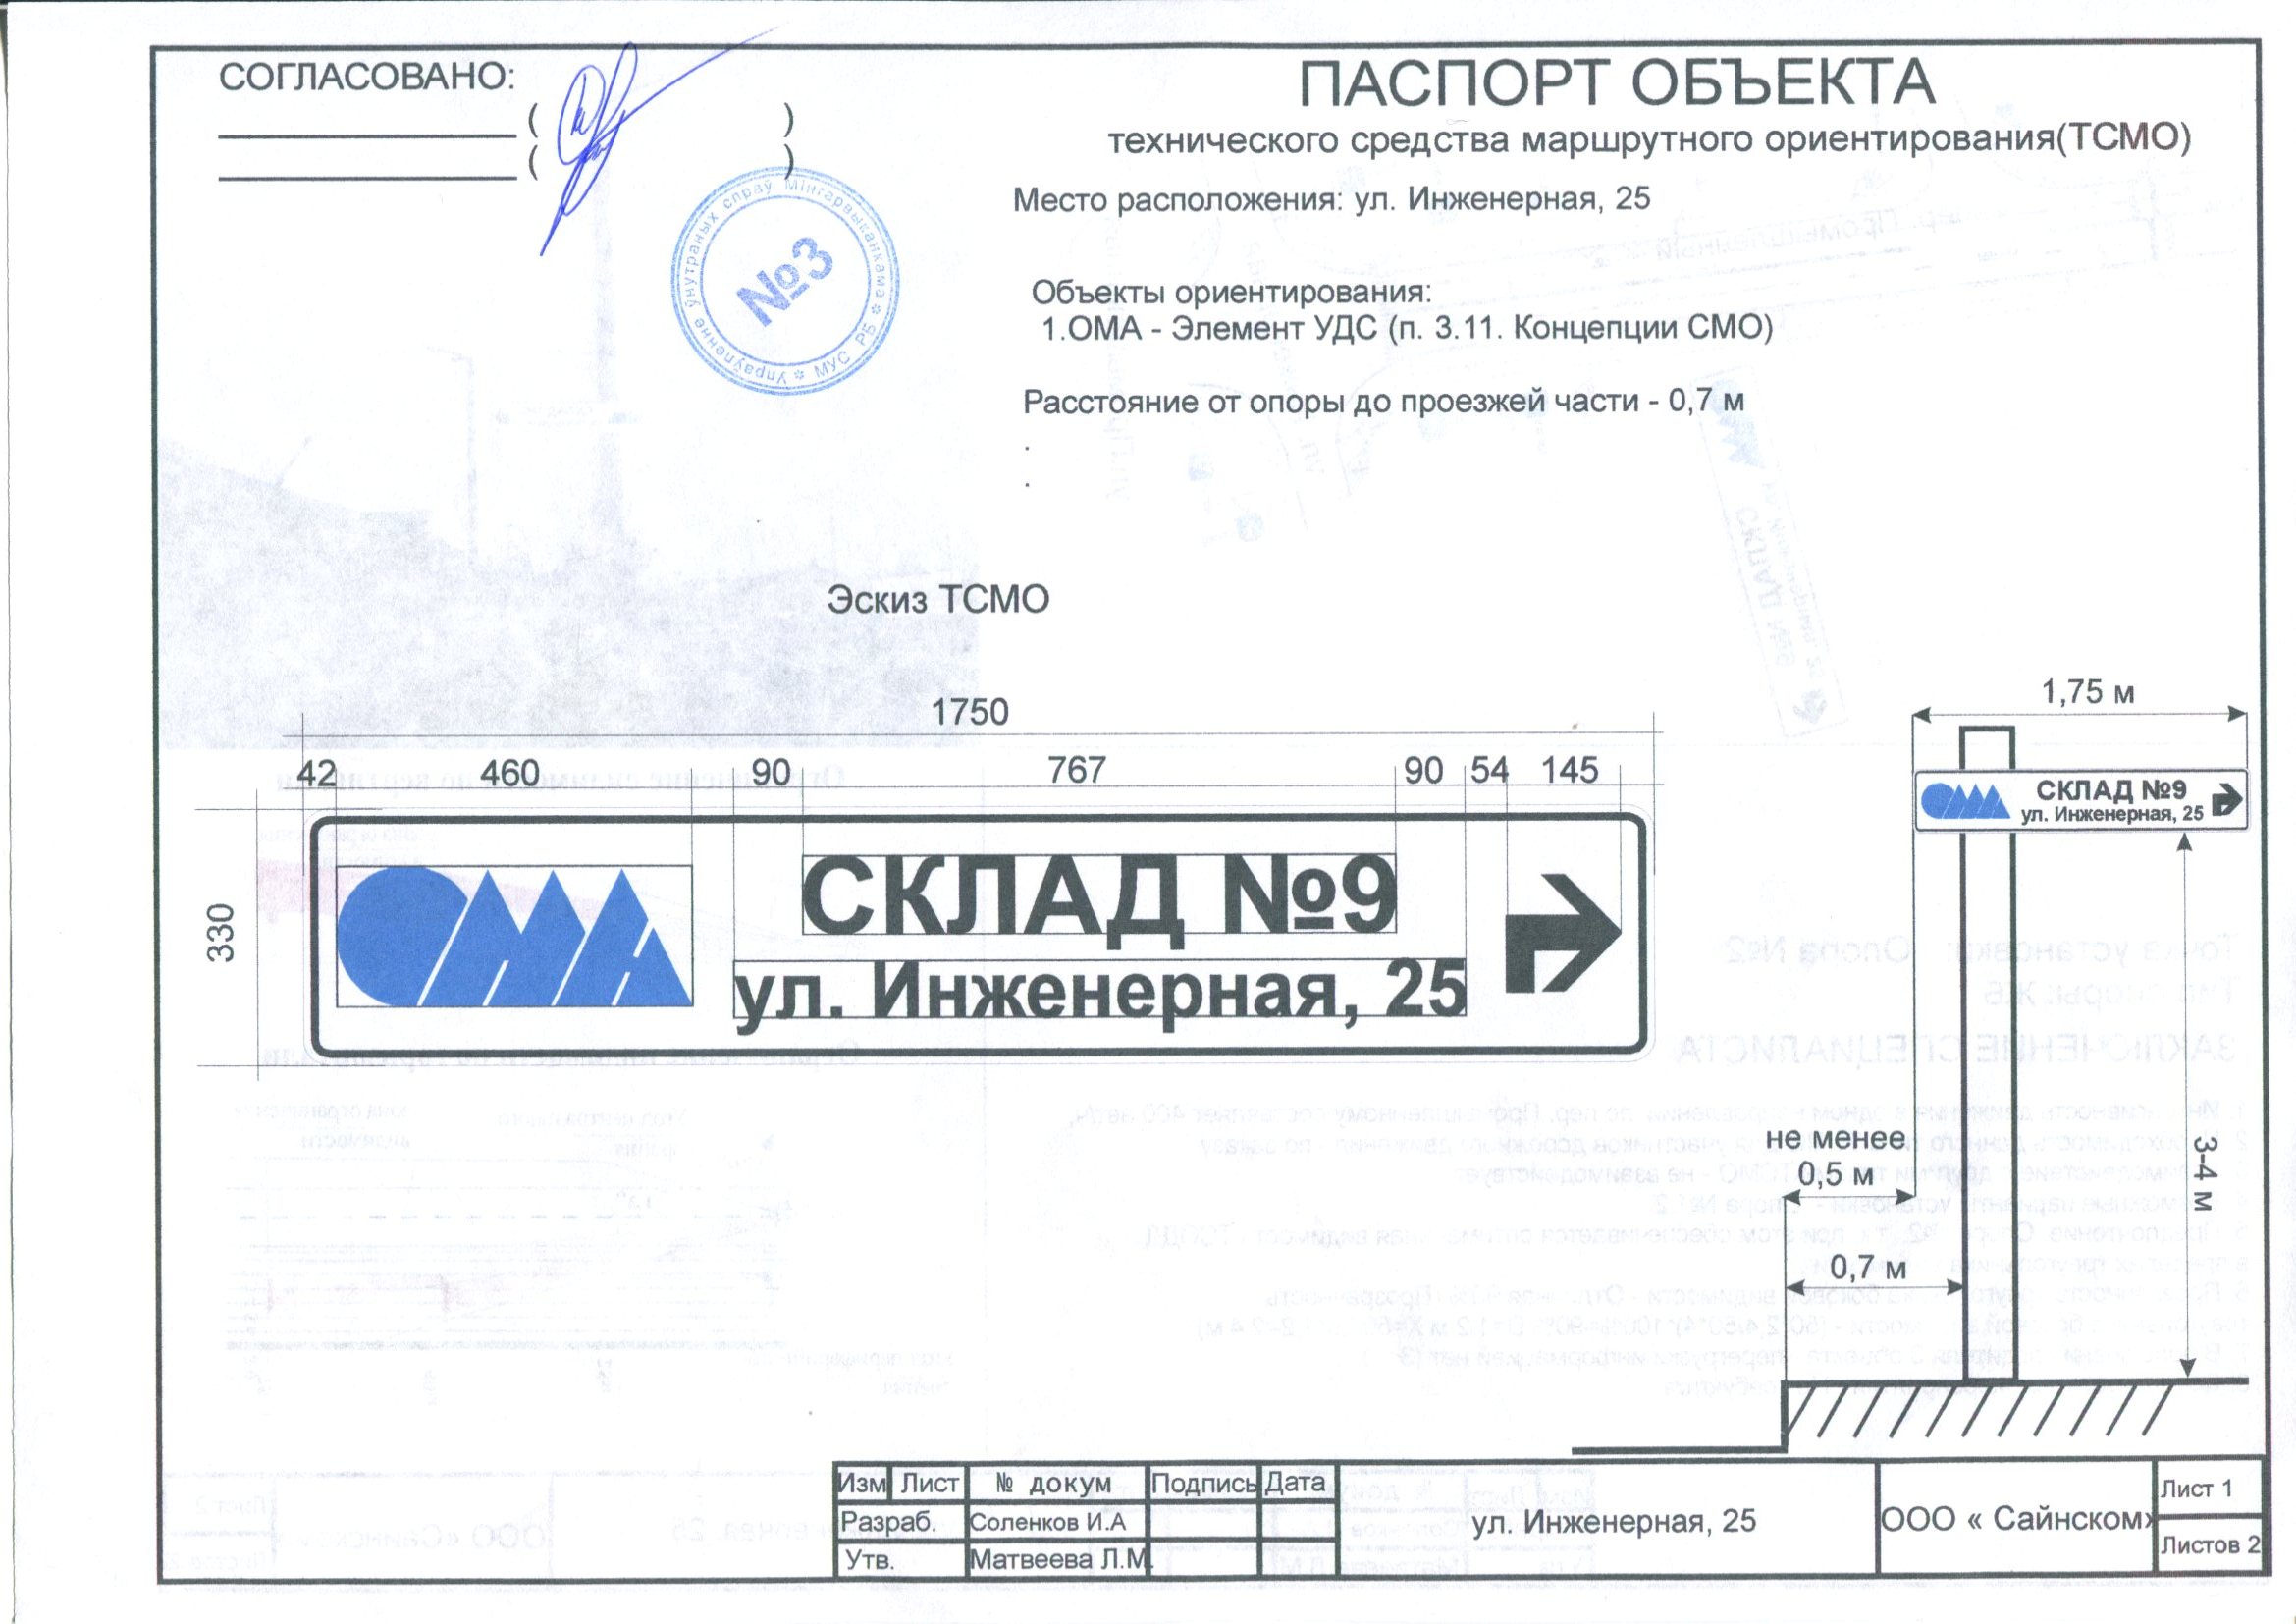 СОГЛАСОВАНО:
( )
( )
Упраўленне ўнутраных спраў Мінгарвыканкама * МУС РБ *
№3
ПАСПОРТ ОБЪЕКТА
технического средства маршрутного ориентирования(ТСМО)
Место расположения: ул. Инженерная, 25
Объекты ориентирования:
1.ОМА - Элемент УДС (п. 3.11. Концепции СМО)
Расстояние от опоры до проезжей части - 0,7 м
.
.
Эскиз ТСМО
1750
42 460 90 767 90 54 145
330
ОМА
СКЛАД №9
ул. Инженерная, 25
1,75 м
ОМА
СКЛАД №9
ул. Инженерная, 25
3-4 м
не менее
0,5 м
0,7 м
Изм Лист № докум Подпись Дата
Разраб. Соленков И.А
Утв. Матвеева Л.М.
ул. Инженерная, 25
ООО « Сайнском»
Лист 1
Листов 2